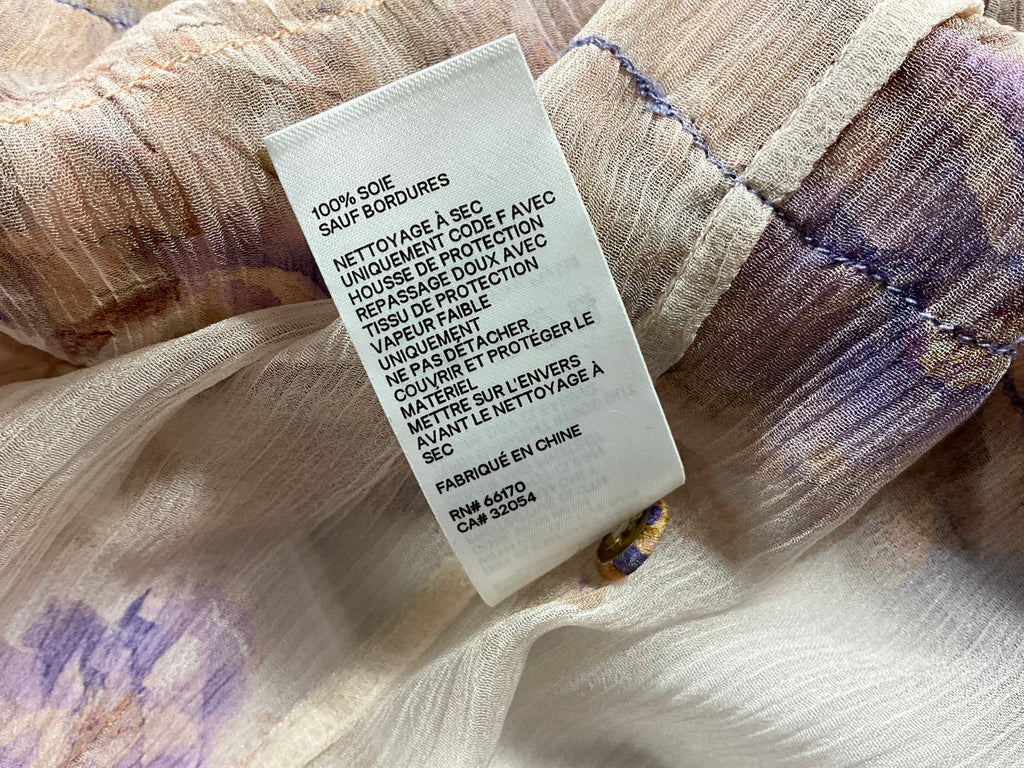 100% SOIE
SAUF BORDURES
NETTOYAGE À SEC
UNIQUEMENT CODE F AVEC
HOUSSE DE PROTECTION
REPASSAGE DOUX AVEC
TISSU DE PROTECTION
VAPEUR FAIBLE
UNIQUEMENT
NE PAS DÉTACHER
COUVRIR ET PROTÉGER LE
MATÉRIEL
METTRE SUR L'ENVERS
AVANT LE NETTOYAGE À
SEC
FABRIQUÉ EN CHINE
RN# 66170
CA# 32054